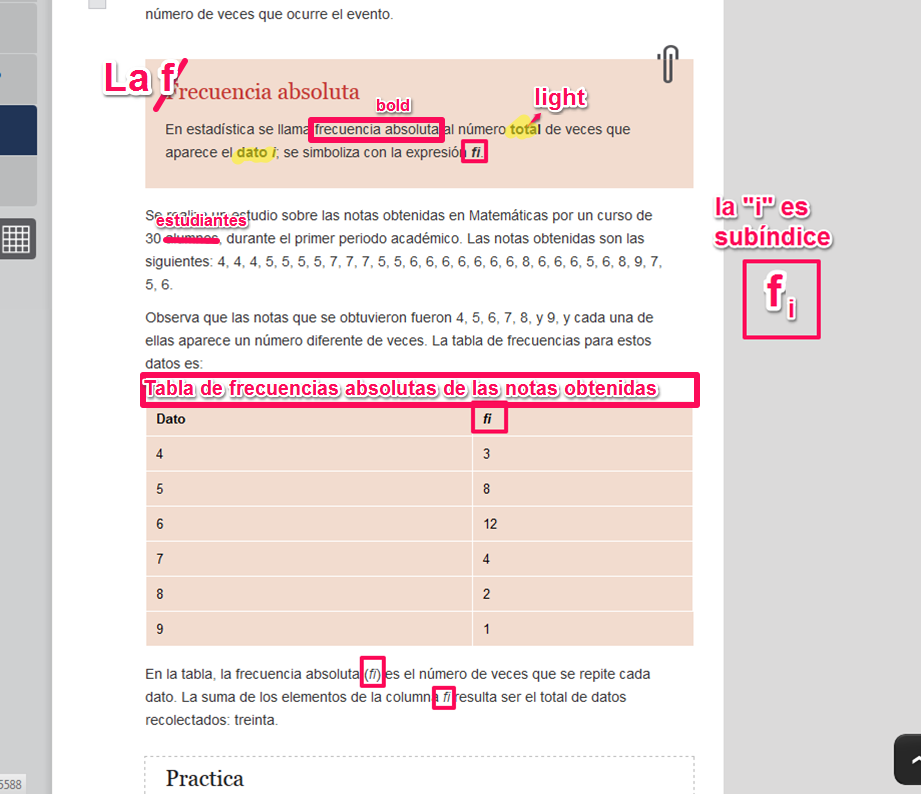 número de veces que ocurre el evento.
La f
Frecuencia absoluta
bold
light
En estadística se llama frecuencia absoluta al número total de veces que
aparece el dato i; se simboliza con la expresión fi.
Se realizó un estudio sobre las notas obtenidas en Matemáticas por un curso de
estudiantes
30 alumnos, durante el primer periodo académico. Las notas obtenidas son las
siguientes: 4, 4, 4, 5, 5, 5, 5, 7, 7, 7, 5, 5, 6, 6, 6, 6, 6, 6, 6, 8, 6, 6, 6, 5, 6, 8, 9, 7,
5, 6.
la "i" es
subíndice
f i
Observa que las notas que se obtuvieron fueron 4, 5, 6, 7, 8, y 9, y cada una de
ellas aparece un número diferente de veces. La tabla de frecuencias para estos
datos es:
Tabla de frecuencias absolutas de las notas obtenidas
Dato fi
4 3
5 8
6 12
7 4
8 2
9 1
En la tabla, la frecuencia absoluta (fi) es el número de veces que se repite cada
dato. La suma de los elementos de la columna fi resulta ser el total de datos
recolectados: treinta.
Practica
5588